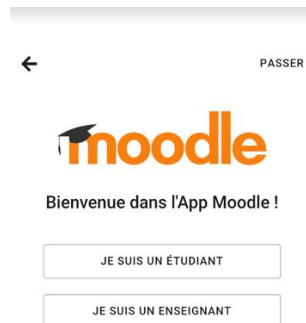 PASSER
moodle
Bienvenue dans l'App Moodle !
JE SUIS UN ÉTUDIANT
JE SUIS UN ENSEIGNANT